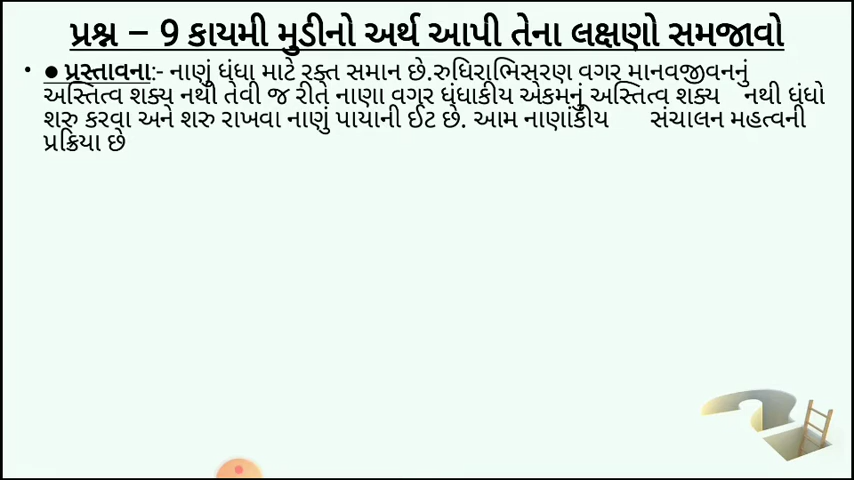 પ્રશ્ન – 9 કાયમી મુડીનો અર્થ આપી તેના લક્ષણો સમજાવો
• ● પ્રસ્તાવના:- નાણું ધંધા માટે રક્ત સમાન છે.રુધિરાભિસરણ વગર માનવજીવનનું
અસ્તિત્વ શક્ય નથી તેવી જ રીતે નાણા વગર ધંધાકીય એકમનું અસ્તિત્વ શક્ય નથી ધંધો
શરુ કરવા અને શરુ રાખવા નાણું પાયાની ઈંટ છે. આમ નાણાંકીય સંચાલન મહત્વની
પ્રક્રિયા છે